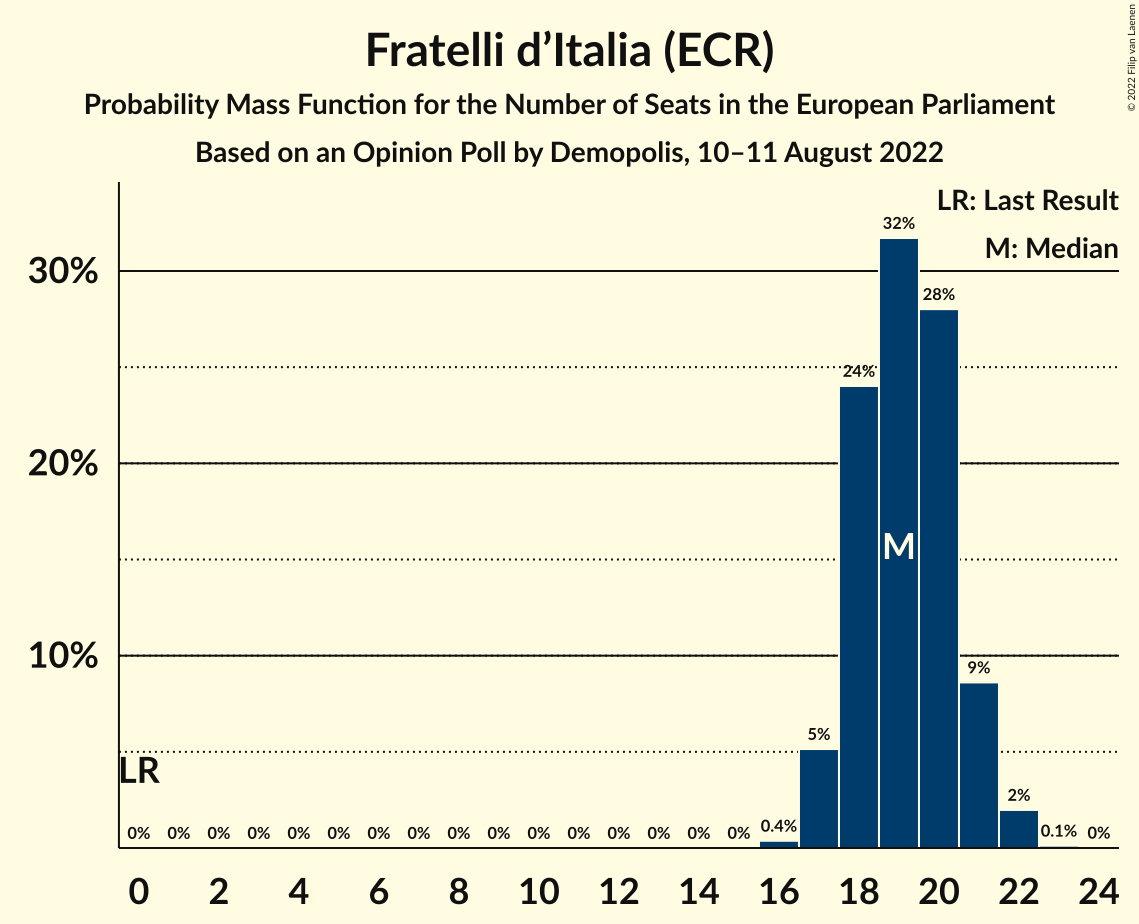 Fratelli d’Italia (ECR)
Probability Mass Function for the Number of Seats in the European Parliament
Based on an Opinion Poll by Demopolis, 10–11 August 2022
© 2022 Filip van Laenen
LR: Last Result
M: Median
30%
20%
10%
LR
M
0% 0% 0% 0% 0% 0% 0% 0% 0% 0% 0% 0% 0% 0% 0% 0% 0.4% 5% 24% 32% 28% 9% 2% 0.1% 0%
0 2 4 6 8 10 12 14 16 18 20 22 24